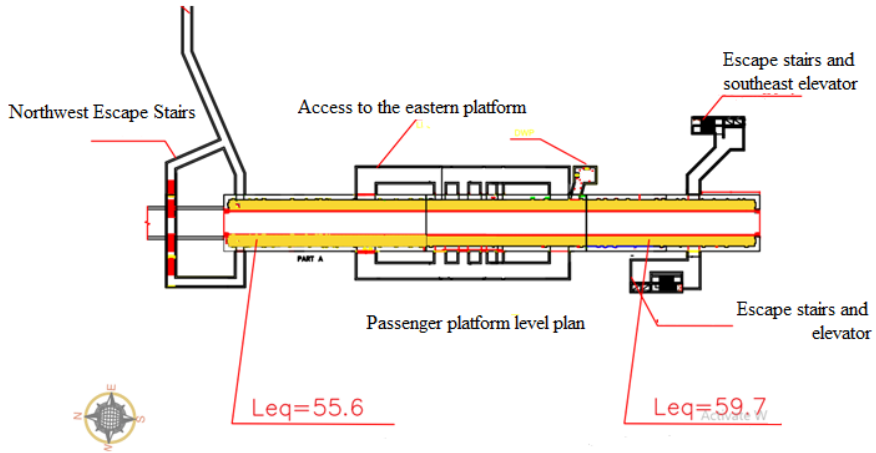 Escape stairs and
southeast elevator
Northwest Escape Stairs
Access to the eastern platform
PART A
Passenger platform level plan
Escape stairs and
elevator
Leq=55.6
Leq=59.7
Activate W
E
N
S
N